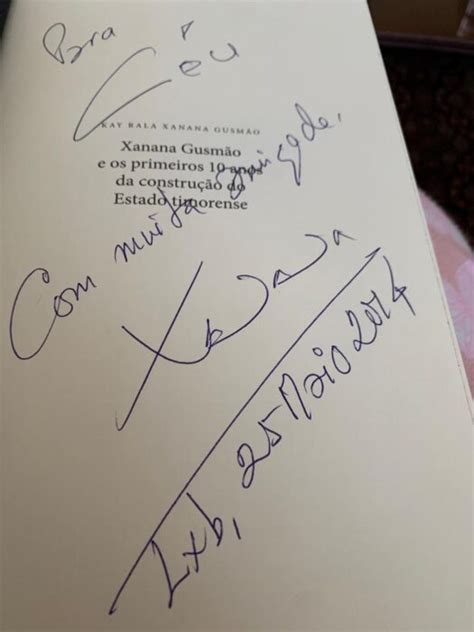 Pra
Céu
KAY RALA XANANA GUSMÃO
Xanana Gusmão
e os primeiros 10 anos
da construção do
Estado timorense
Com muita amizade,
Xanana
Lxb, 25 Maio 2014